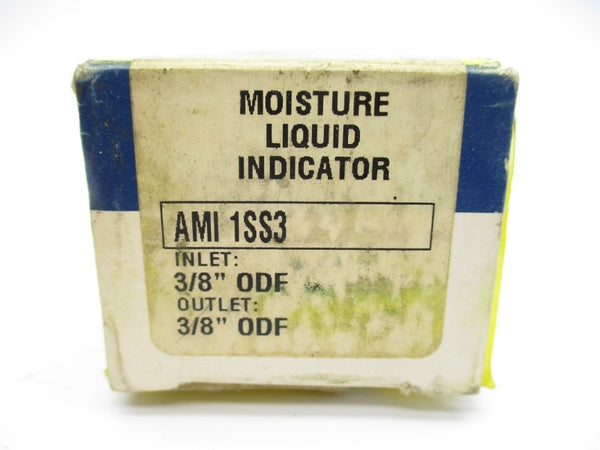 MOISTURE
LIQUID
INDICATOR
AMI 1SS3
INLET:
3/8" ODF
OUTLET:
3/8" ODF